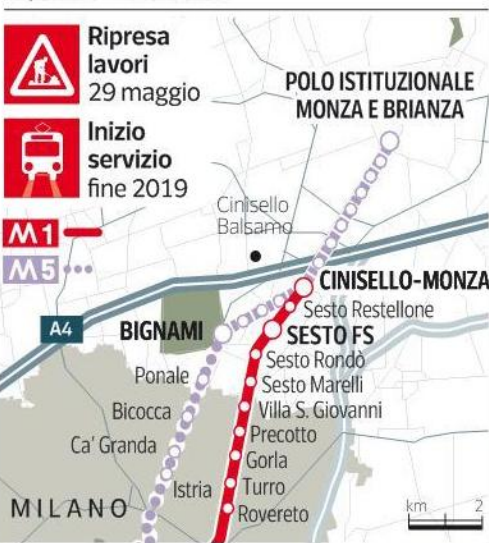 Ripresa
lavori
29 maggio
Inizio
servizio
fine 2019
M1
M5
POLO ISTITUZIONALE
MONZA E BRIANZA
Cinisello
Balsamo
CINISELLO-MONZA
Sesto Restellone
A4
BIGNAMI
SESTO FS
Sesto Rondò
Ponale
Sesto Marelli
Bicocca
Villa S. Giovanni
Ca' Granda
Precotto
Gorla
Istria
Turro
MILANO
Rovereto
km 2